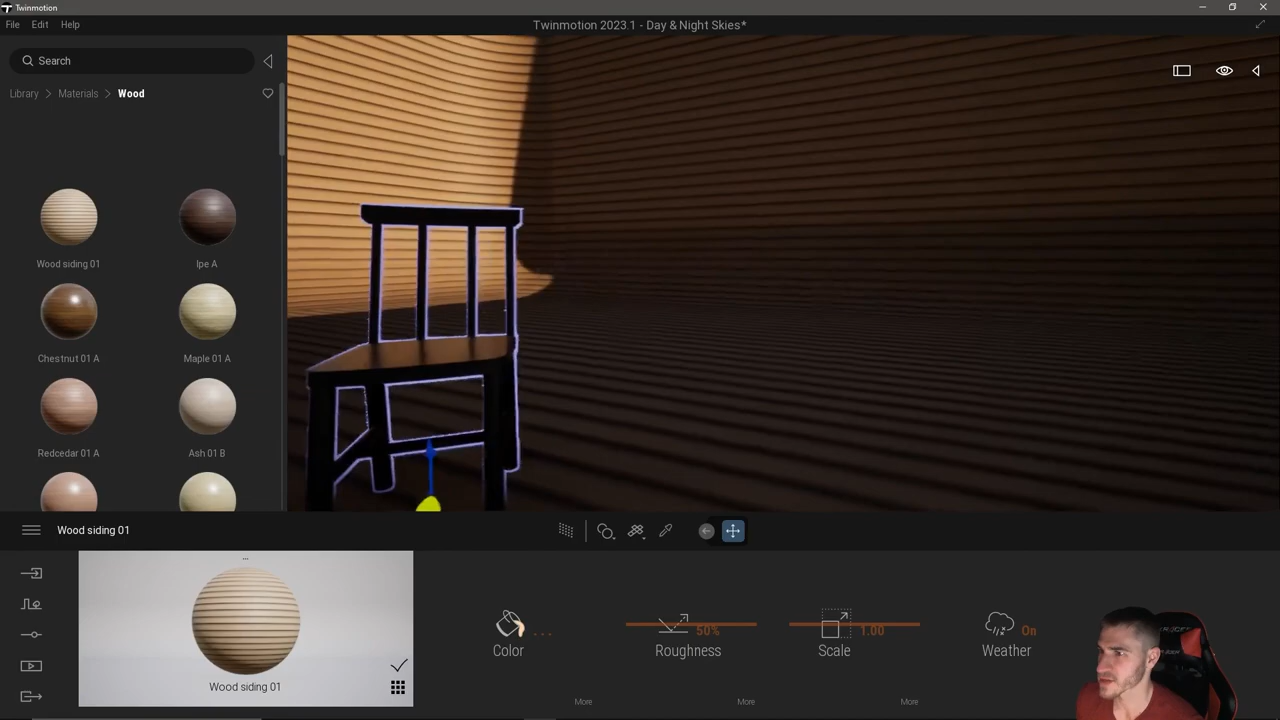 Twinmotion
File Edit Help
Twinmotion 2023.1 - Day & Night Skies*
Search
Library > Materials > Wood
Wood siding 01
Ipe A
Chestnut 01 A
Maple 01 A
Redcedar 01 A
Ash 01 B
Wood siding 01
...
Wood siding 01
Color
...
Roughness
50%
Scale
1.00
Weather
On
More
More
More